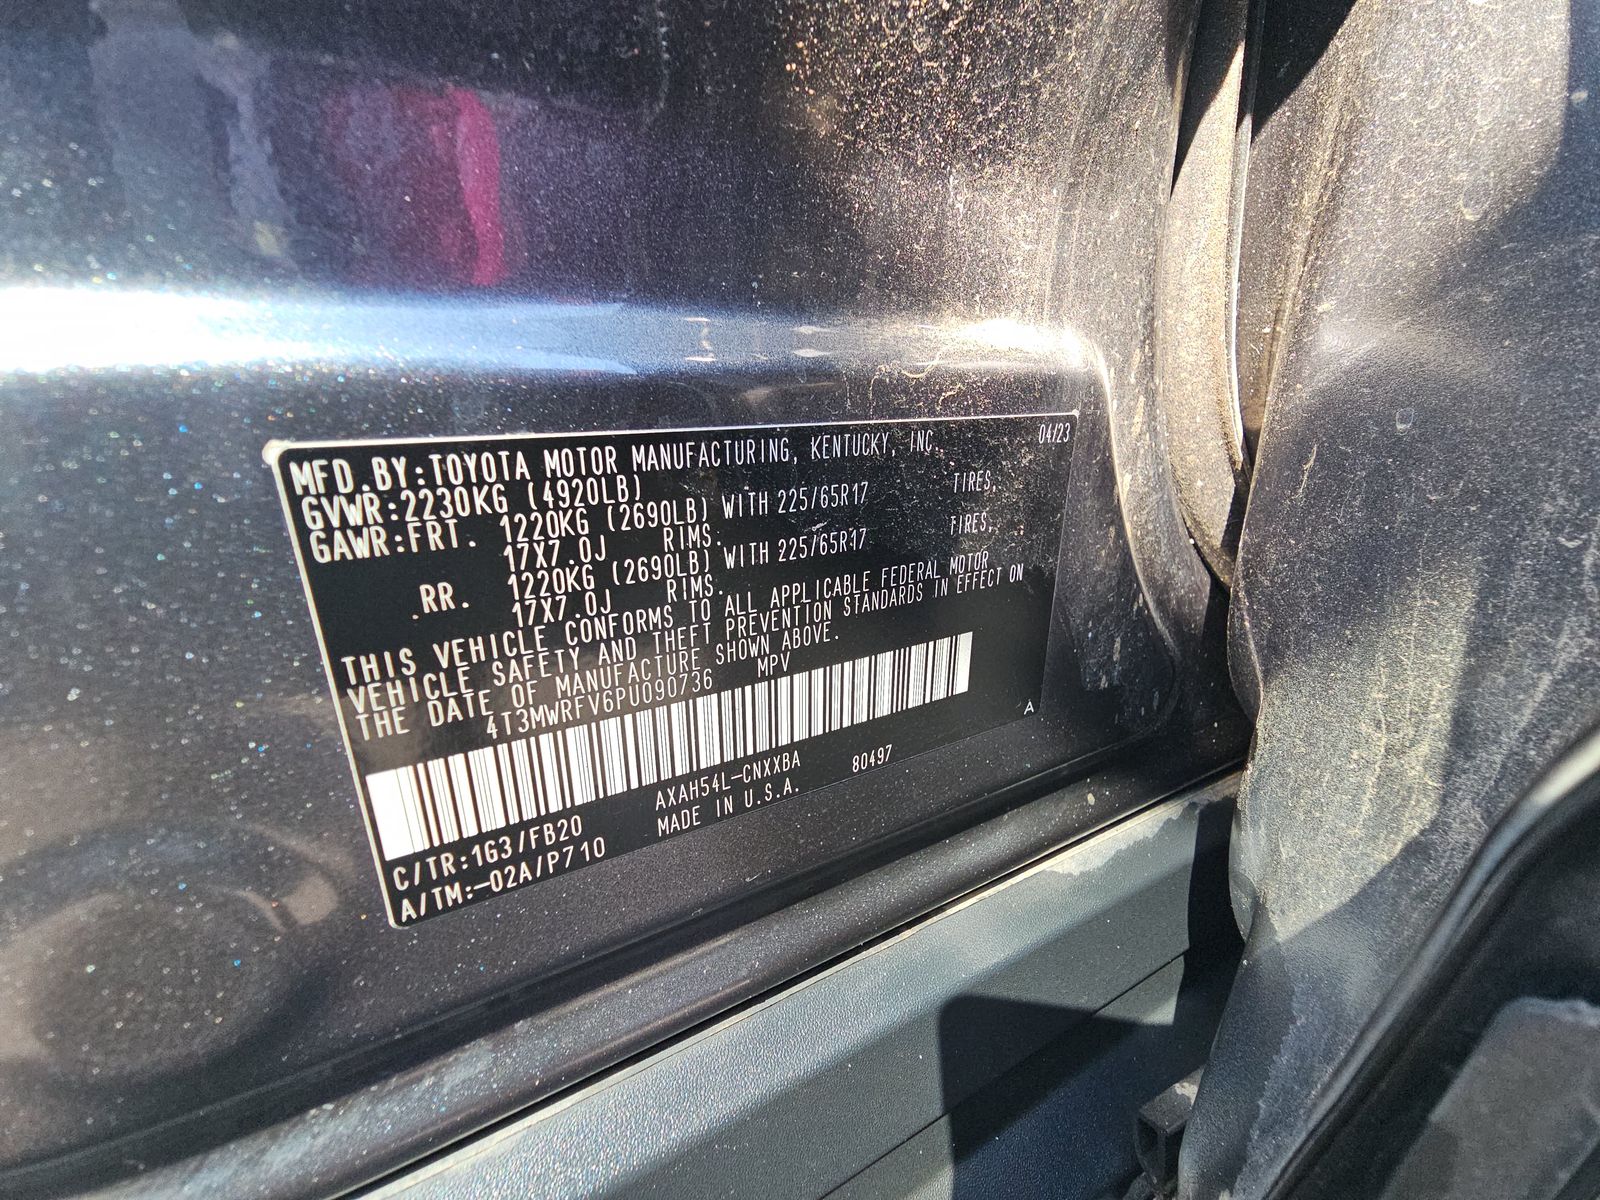 MFD.BY:TOYOTA MOTOR MANUFACTURING, KENTUCKY, INC. 04/23
GVWR:2230KG (4920LB)
GAWR:FRT. 1220KG (2690LB) WITH 225/65R17 TIRES,
17X7.0J RIMS.
RR. 1220KG (2690LB) WITH 225/65R17 TIRES,
17X7.0J RIMS.
THIS VEHICLE CONFORMS TO ALL APPLICABLE FEDERAL MOTOR
VEHICLE SAFETY AND THEFT PREVENTION STANDARDS IN EFFECT ON
THE DATE OF MANUFACTURE SHOWN ABOVE.
4T3MWRFV6PU090736 MPV
A
C/TR:1G3/FB20 AXAH54L-CNXXBA 80497
A/TM:-02A/P710 MADE IN U.S.A.